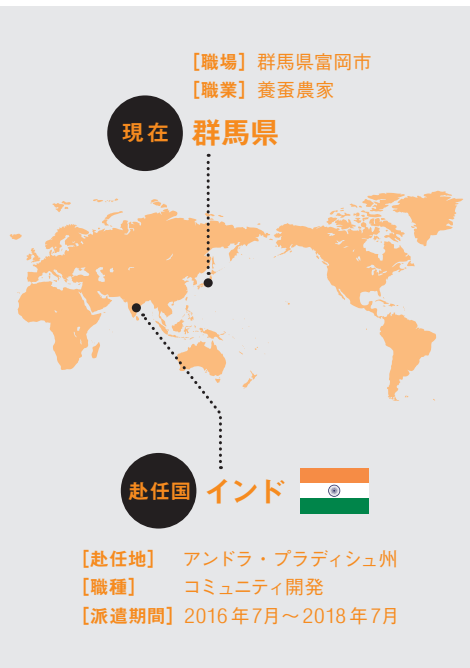 [職場] 群馬県富岡市
[職業] 養蚕農家
現在 群馬県
赴任国 インド
[赴任地] アンドラ・プラディシュ州
[職種] コミュニティ開発
[派遣期間] 2016年7月～2018年7月